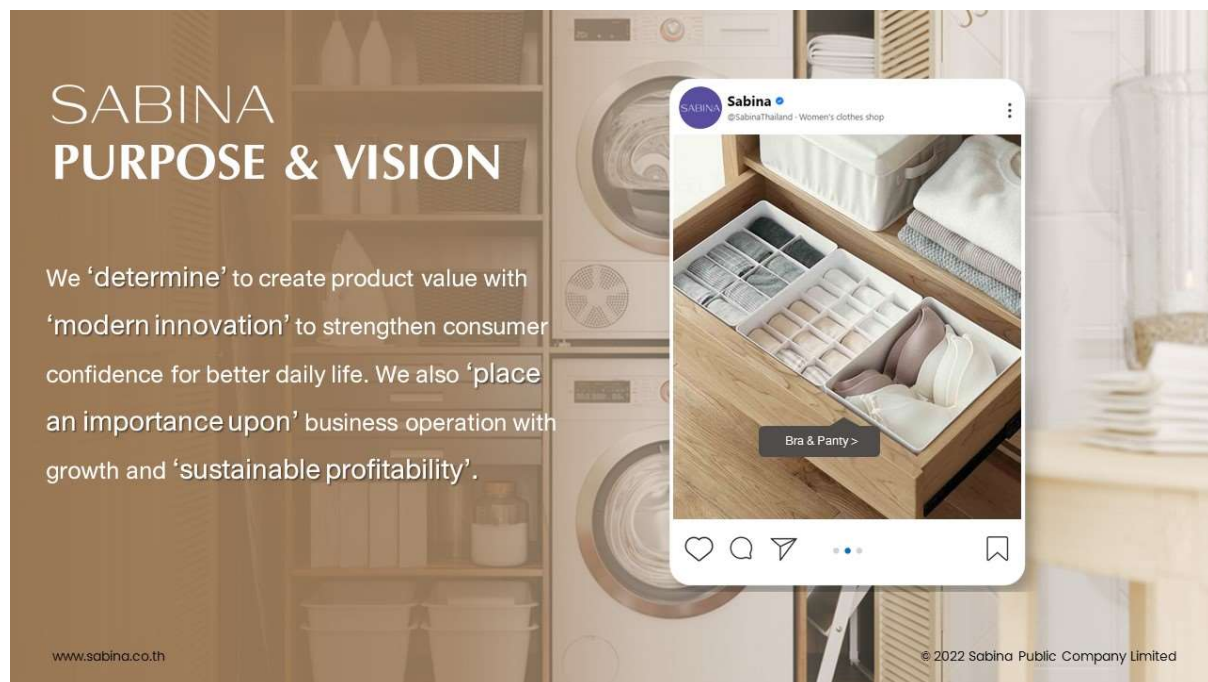 SABINA
PURPOSE & VISION
We ‘determine’ to create product value with
‘modern innovation’ to strengthen consumer
confidence for better daily life. We also ‘place
an importance upon’ business operation with
growth and ‘sustainable profitability’.
SABINA
Sabina
@SabinaThailand - Women's clothes shop
Bra & Panty >
www.sabina.co.th
© 2022 Sabina Public Company Limited